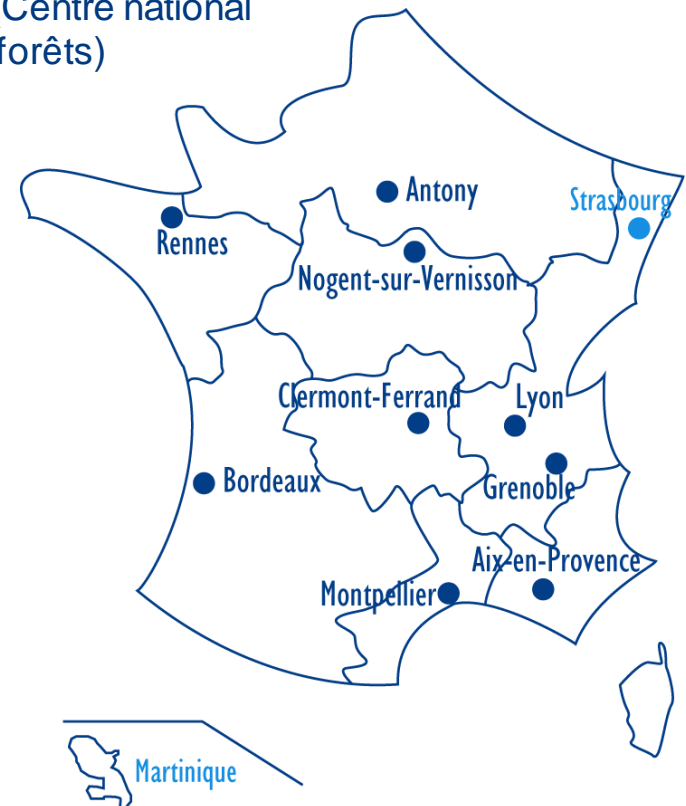 Centre national
forêts)
Antony
Strasbourg
Rennes
Nogent-sur-Vernisson
Clermont-Ferrand
Lyon
Bordeaux
Grenoble
Aix-en-Provence
Montpellier
Martinique